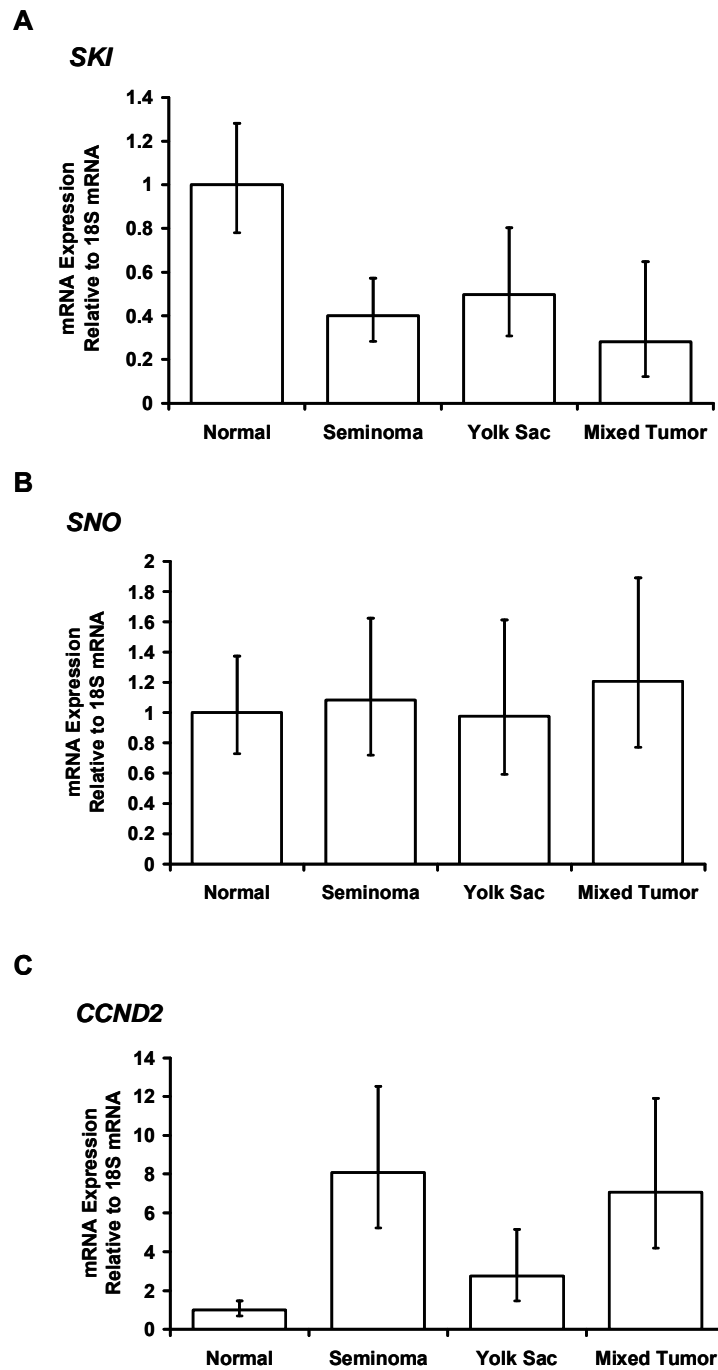 A
SKI
mRNA Expression
Relative to 18S mRNA
1.4
1.2
1
0.8
0.6
0.4
0.2
0
Normal Seminoma Yolk Sac Mixed Tumor
B
SNO
mRNA Expression
Relative to 18S mRNA
2
1.8
1.6
1.4
1.2
1
0.8
0.6
0.4
0.2
0
Normal Seminoma Yolk Sac Mixed Tumor
C
CCND2
mRNA Expression
Relative to 18S mRNA
14
12
10
8
6
4
2
0
Normal Seminoma Yolk Sac Mixed Tumor